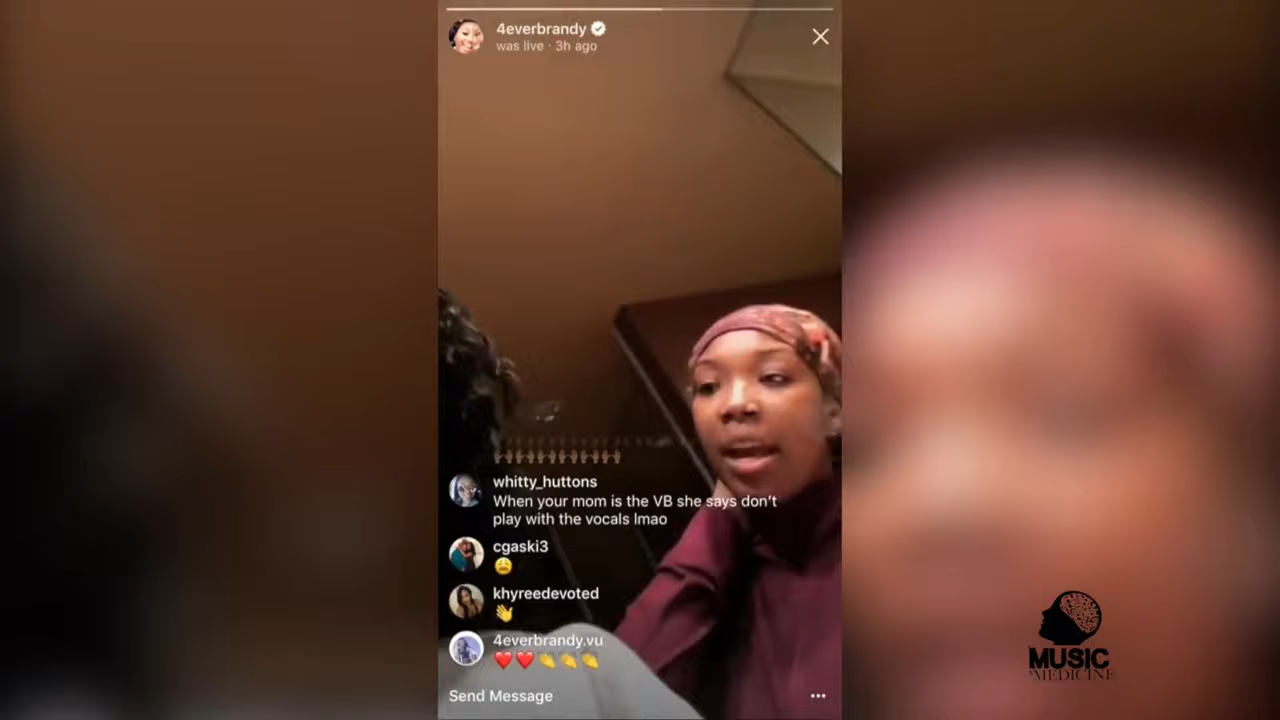 4everbrandy
was live · 3h ago
whitty_huttons
When your mom is the VB she says don't
play with the vocals lmao
cgaski3
😩
khyreedevoted
👋
4everbrandy.vu
❤️❤️👏👏👏
Send Message
MUSIC
MEDICINE